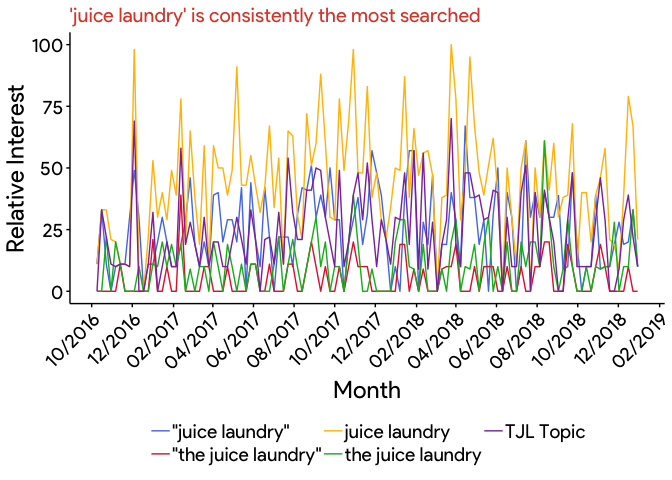 'juice laundry' is consistently the most searched
Relative Interest
100
75
50
25
0
10/2016 12/2016 02/2017 04/2017 06/2017 08/2017 10/2017 12/2017 02/2018 04/2018 06/2018 08/2018 10/2018 12/2018 02/2019
Month
"juice laundry" juice laundry TJL Topic
"the juice laundry" the juice laundry